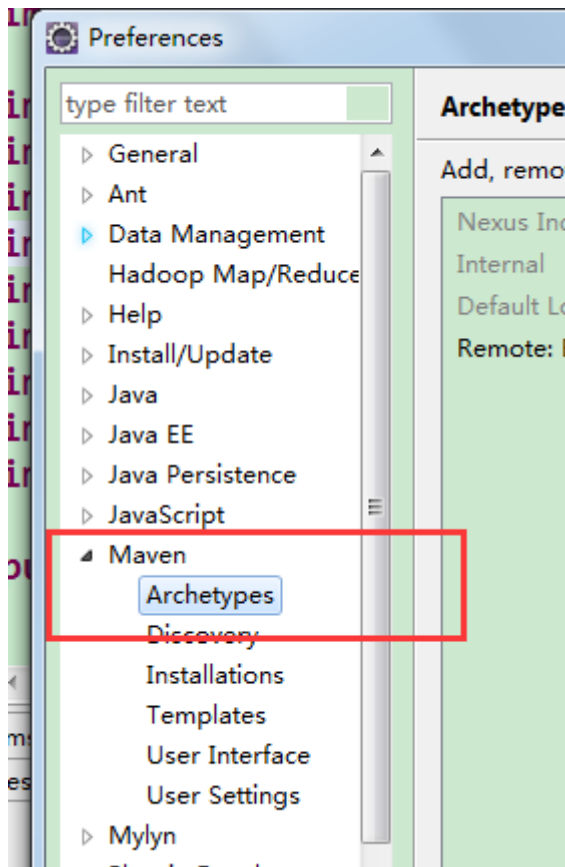 Preferences
type filter text
General
Ant
Data Management
Hadoop Map/Reduce
Help
Install/Update
Java
Java EE
Java Persistence
JavaScript
Maven
Archetypes
Discovery
Installations
Templates
User Interface
User Settings
Mylyn
Archetype
Add, remo
Nexus Ind
Internal
Default Lo
Remote: